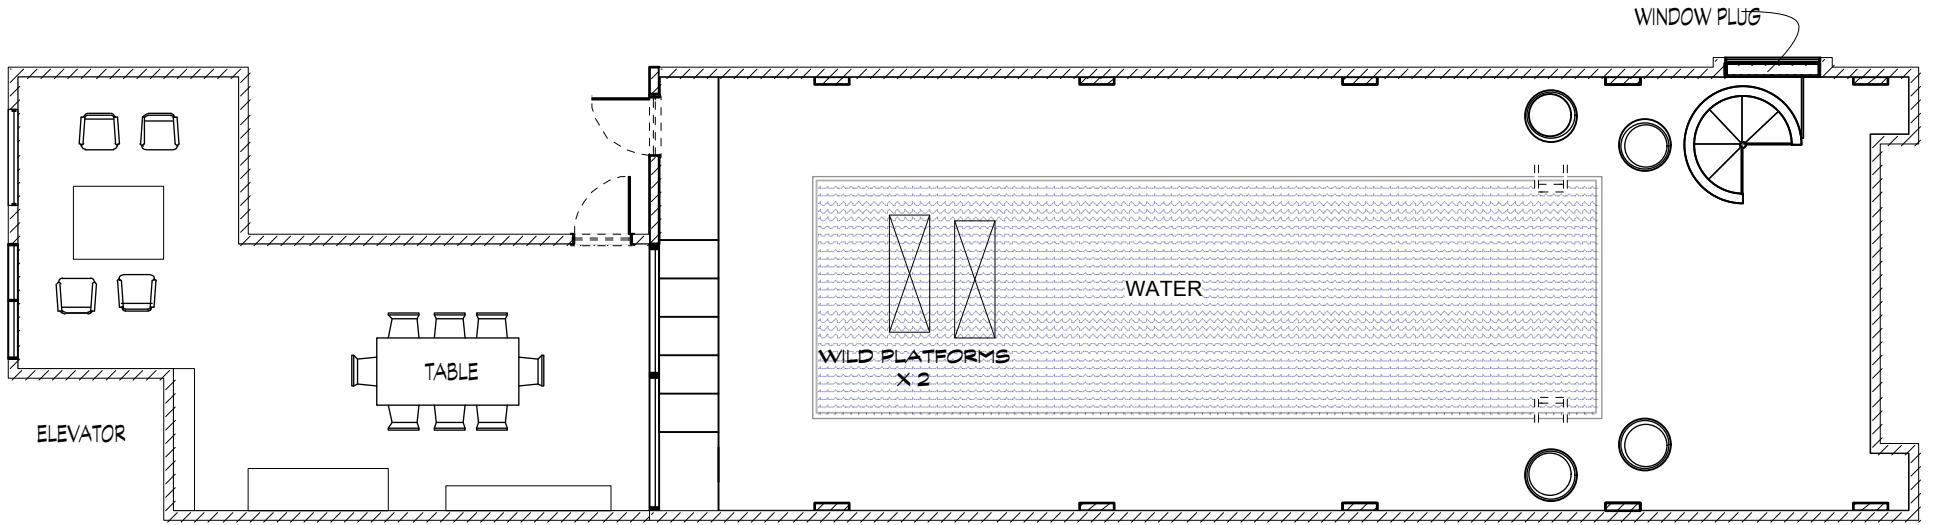 WINDOW PLUG
WATER
WILD PLATFORMS
X 2
TABLE
ELEVATOR